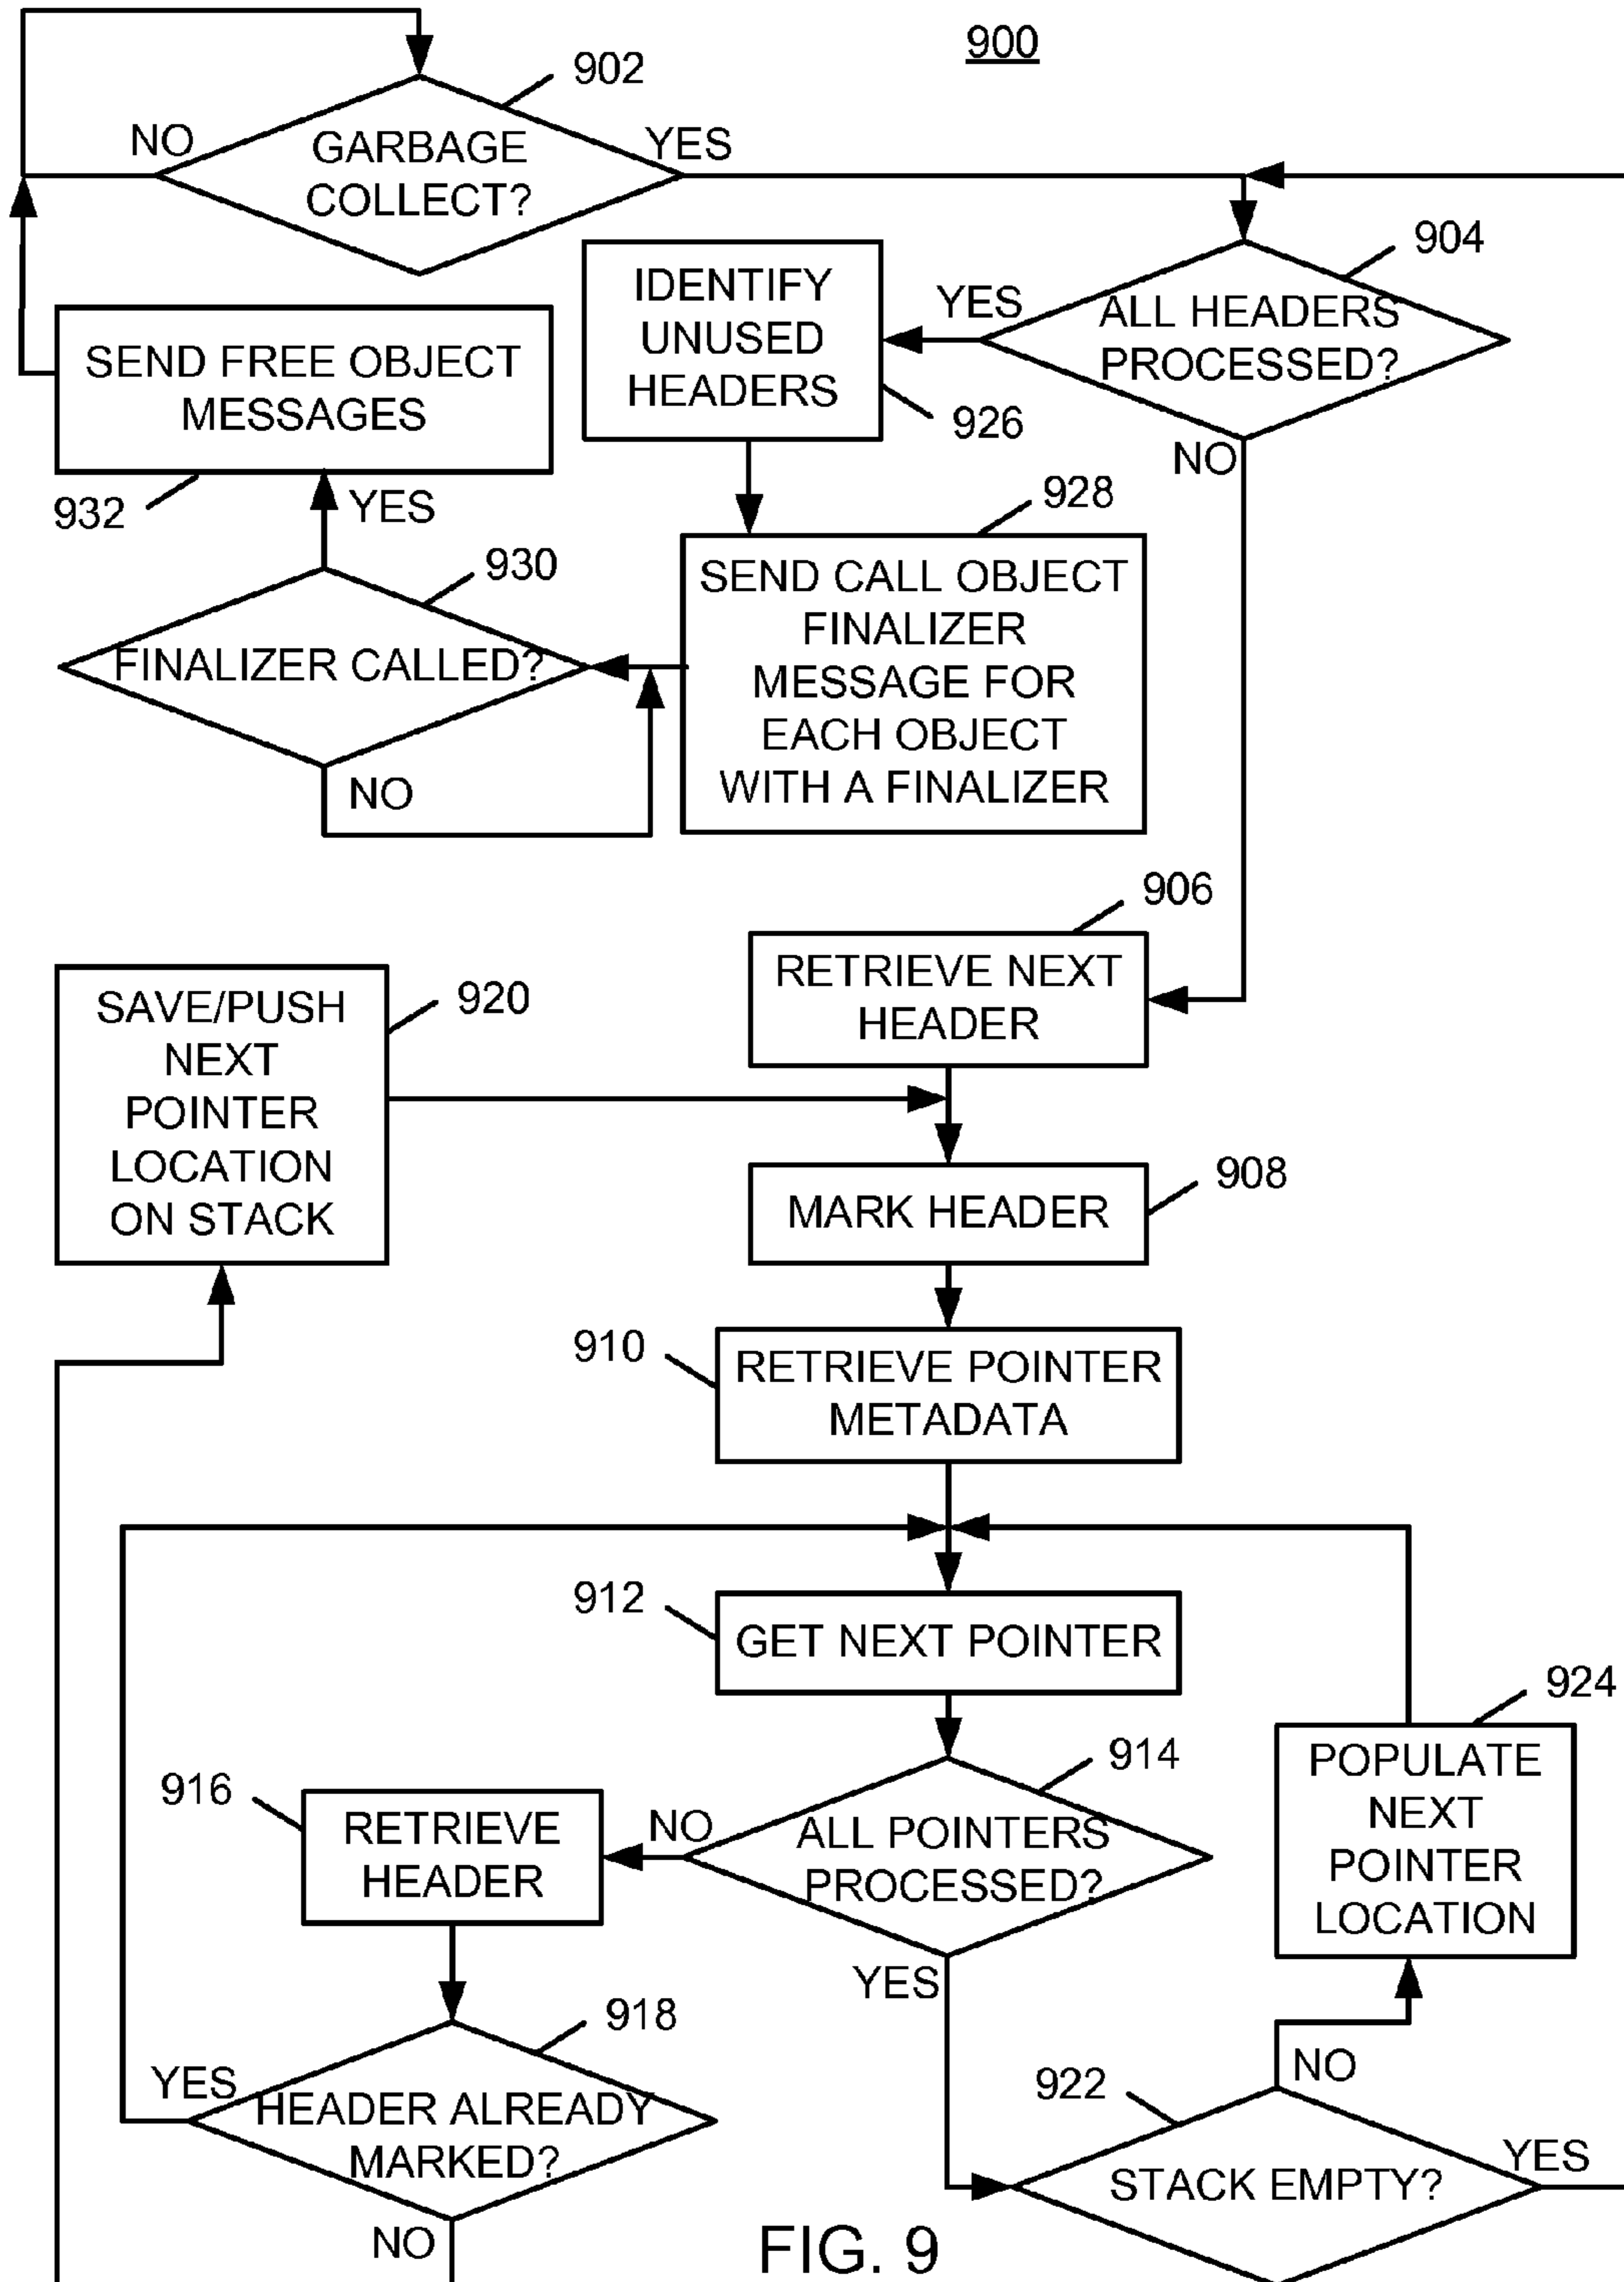 900
902
GARBAGE
COLLECT?
NO
YES
904
ALL HEADERS
PROCESSED?
YES
NO
IDENTIFY
UNUSED
HEADERS
926
SEND FREE OBJECT
MESSAGES
932
YES
928
SEND CALL OBJECT
FINALIZER
MESSAGE FOR
EACH OBJECT
WITH A FINALIZER
930
FINALIZER CALLED?
NO
906
RETRIEVE NEXT
HEADER
920
SAVE/PUSH
NEXT
POINTER
LOCATION
ON STACK
908
MARK HEADER
910
RETRIEVE POINTER
METADATA
912
GET NEXT POINTER
914
ALL POINTERS
PROCESSED?
NO
YES
916
RETRIEVE
HEADER
924
POPULATE
NEXT
POINTER
LOCATION
918
HEADER ALREADY
MARKED?
YES
NO
922
STACK EMPTY?
NO
YES
FIG. 9